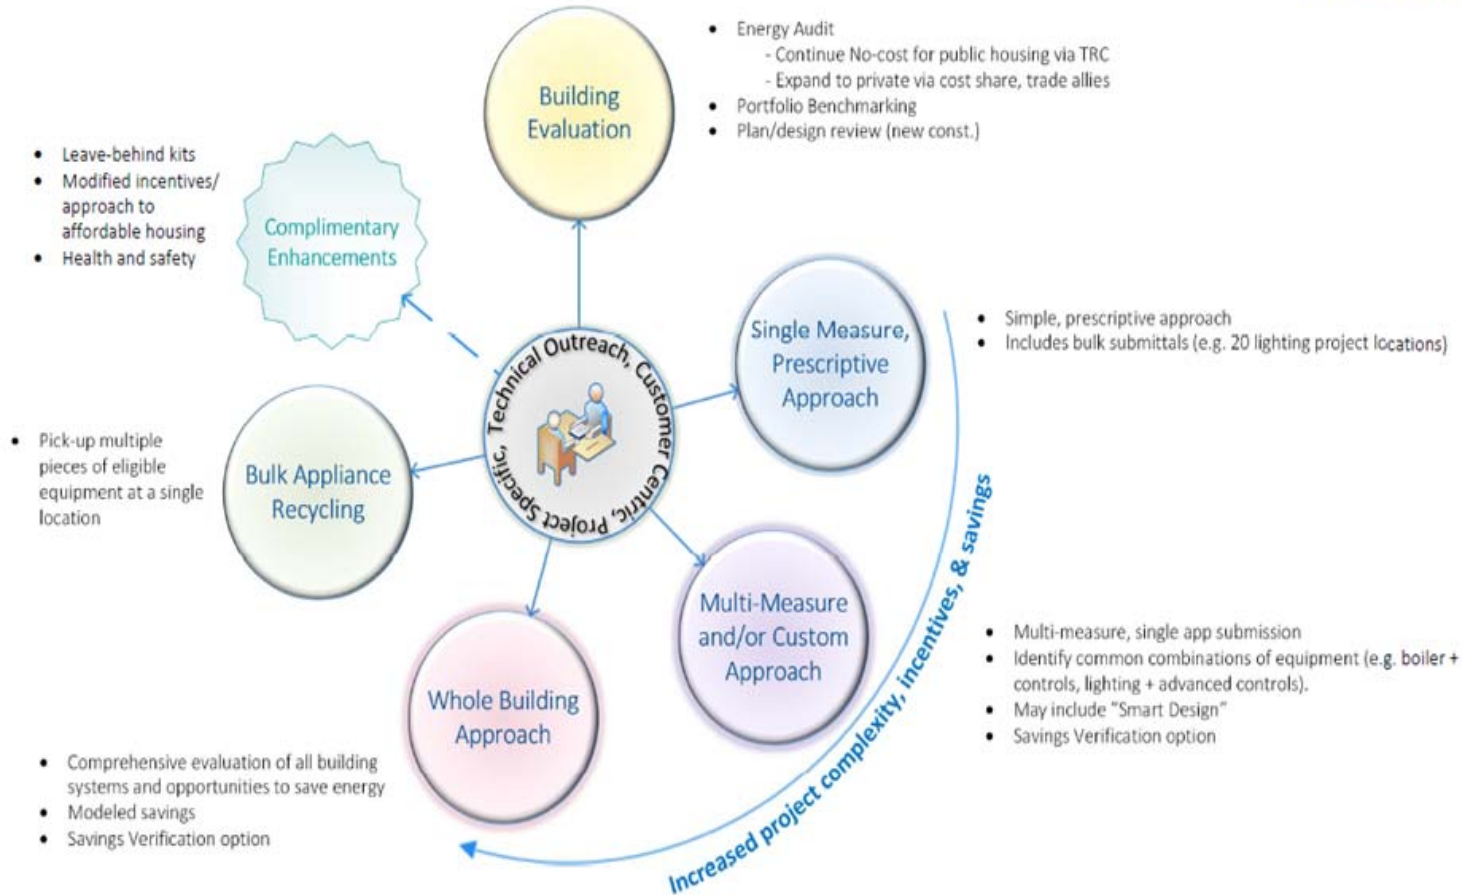 • Energy Audit
- Continue No-cost for public housing via TRC
- Expand to private via cost share, trade allies
• Portfolio Benchmarking
• Plan/design review (new const.)
Building
Evaluation
• Leave-behind kits
• Modified incentives/
approach to
affordable housing
• Health and safety
Complimentary
Enhancements
Single Measure,
Prescriptive
Approach
• Simple, prescriptive approach
• Includes bulk submittals (e.g. 20 lighting project locations)
Technical Outreach, Customer Centric, Project Specific,
• Pick-up multiple
pieces of eligible
equipment at a single
location
Bulk Appliance
Recycling
Multi-Measure
and/or Custom
Approach
• Multi-measure, single app submission
• Identify common combinations of equipment (e.g. boiler +
controls, lighting + advanced controls).
• May include "Smart Design"
• Savings Verification option
Whole Building
Approach
• Comprehensive evaluation of all building
systems and opportunities to save energy
• Modeled savings
• Savings Verification option
Increased project complexity, incentives, & savings